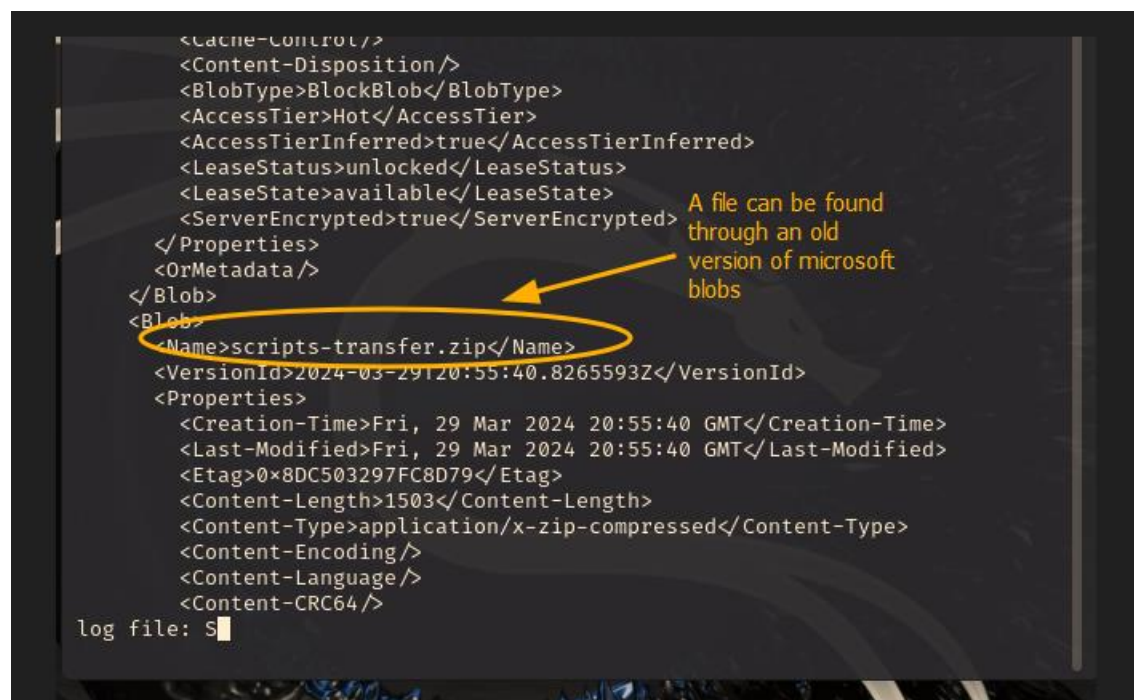 <Cache-Control/>
<Content-Disposition/>
<BlobType>BlockBlob</BlobType>
<AccessTier>Hot</AccessTier>
<AccessTierInferred>true</AccessTierInferred>
<LeaseStatus>unlocked</LeaseStatus>
<LeaseState>available</LeaseState>
<ServerEncrypted>true</ServerEncrypted>
</Properties>
<OrMetadata/>
</Blob>
<Blob>
<Name>scripts-transfer.zip</Name>
<VersionId>2024-03-29T20:55:40.8265593Z</VersionId>
<Properties>
<Creation-Time>Fri, 29 Mar 2024 20:55:40 GMT</Creation-Time>
<Last-Modified>Fri, 29 Mar 2024 20:55:40 GMT</Last-Modified>
<Etag>0×8DC503297FC8D79</Etag>
<Content-Length>1503</Content-Length>
<Content-Type>application/x-zip-compressed</Content-Type>
<Content-Encoding/>
<Content-Language/>
<Content-CRC64/>
log file: S
A file can be found
through an old
version of microsoft
blobs